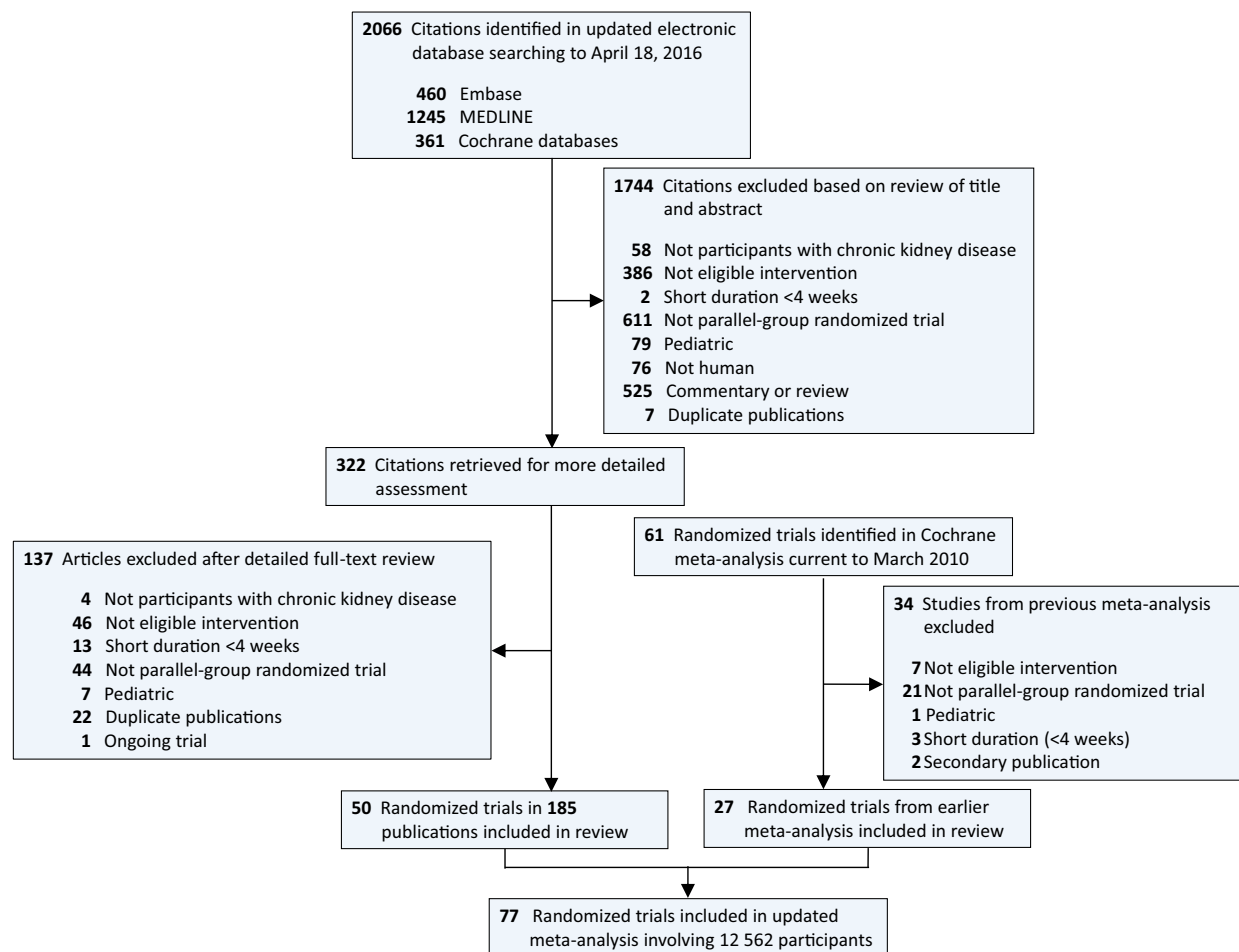 2066 Citations identified in updated electronic
database searching to April 18, 2016
460 Embase
1245 MEDLINE
361 Cochrane databases
1744 Citations excluded based on review of title
and abstract
58 Not participants with chronic kidney disease
386 Not eligible intervention
2 Short duration <4 weeks
611 Not parallel-group randomized trial
79 Pediatric
76 Not human
525 Commentary or review
7 Duplicate publications
322 Citations retrieved for more detailed
assessment
137 Articles excluded after detailed full-text review
4 Not participants with chronic kidney disease
46 Not eligible intervention
13 Short duration <4 weeks
44 Not parallel-group randomized trial
7 Pediatric
22 Duplicate publications
1 Ongoing trial
61 Randomized trials identified in Cochrane
meta-analysis current to March 2010
34 Studies from previous meta-analysis
excluded
7 Not eligible intervention
21 Not parallel-group randomized trial
1 Pediatric
3 Short duration (<4 weeks)
2 Secondary publication
50 Randomized trials in 185
publications included in review
27 Randomized trials from earlier
meta-analysis included in review
77 Randomized trials included in updated
meta-analysis involving 12 562 participants